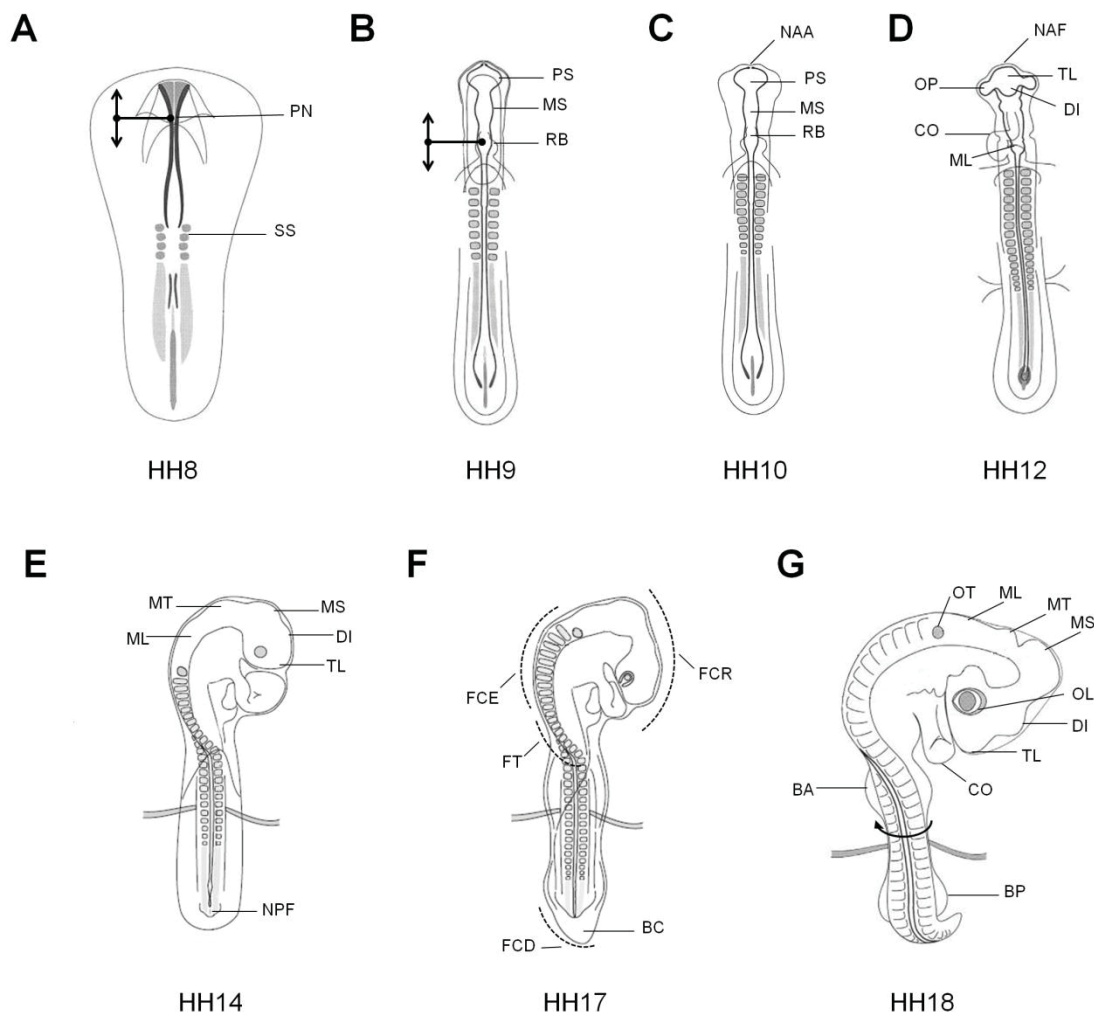 A
PN
SS
HH8
B
PS
MS
RB
HH9
C
NAA
PS
MS
RB
HH10
D
NAF
OP
TL
DI
CO
ML
HH12
E
MT
MS
ML
DI
TL
NPF
HH14
F
FCE
FCR
FT
BC
FCD
HH17
G
OT
ML
MT
MS
OL
DI
TL
BA
CO
BP
HH18